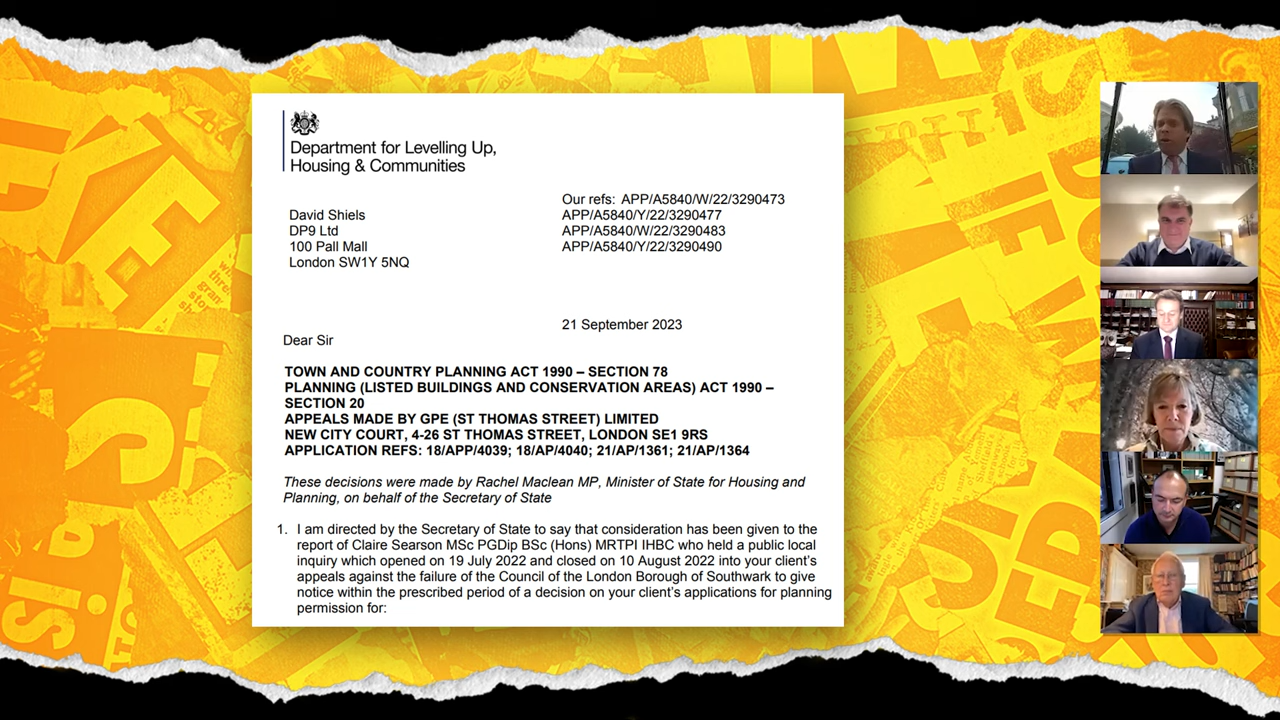 Department for Levelling Up,
Housing & Communities
Our refs: APP/A5840/W/22/3290473
APP/A5840/Y/22/3290477
APP/A5840/W/22/3290483
APP/A5840/Y/22/3290490
David Shiels
DP9 Ltd
100 Pall Mall
London SW1Y 5NQ
21 September 2023
Dear Sir
TOWN AND COUNTRY PLANNING ACT 1990 – SECTION 78
PLANNING (LISTED BUILDINGS AND CONSERVATION AREAS) ACT 1990 –
SECTION 20
APPEALS MADE BY GPE (ST THOMAS STREET) LIMITED
NEW CITY COURT, 4-26 ST THOMAS STREET, LONDON SE1 9RS
APPLICATION REFS: 18/APP/4039; 18/AP/4040; 21/AP/1361; 21/AP/1364
These decisions were made by Rachel Maclean MP, Minister of State for Housing and
Planning, on behalf of the Secretary of State
1. I am directed by the Secretary of State to say that consideration has been given to the
report of Claire Searson MSc PGDip BSc (Hons) MRTPI IHBC who held a public local
inquiry which opened on 19 July 2022 and closed on 10 August 2022 into your client's
appeals against the failure of the Council of the London Borough of Southwark to give
notice within the prescribed period of a decision on your client's applications for planning
permission for: